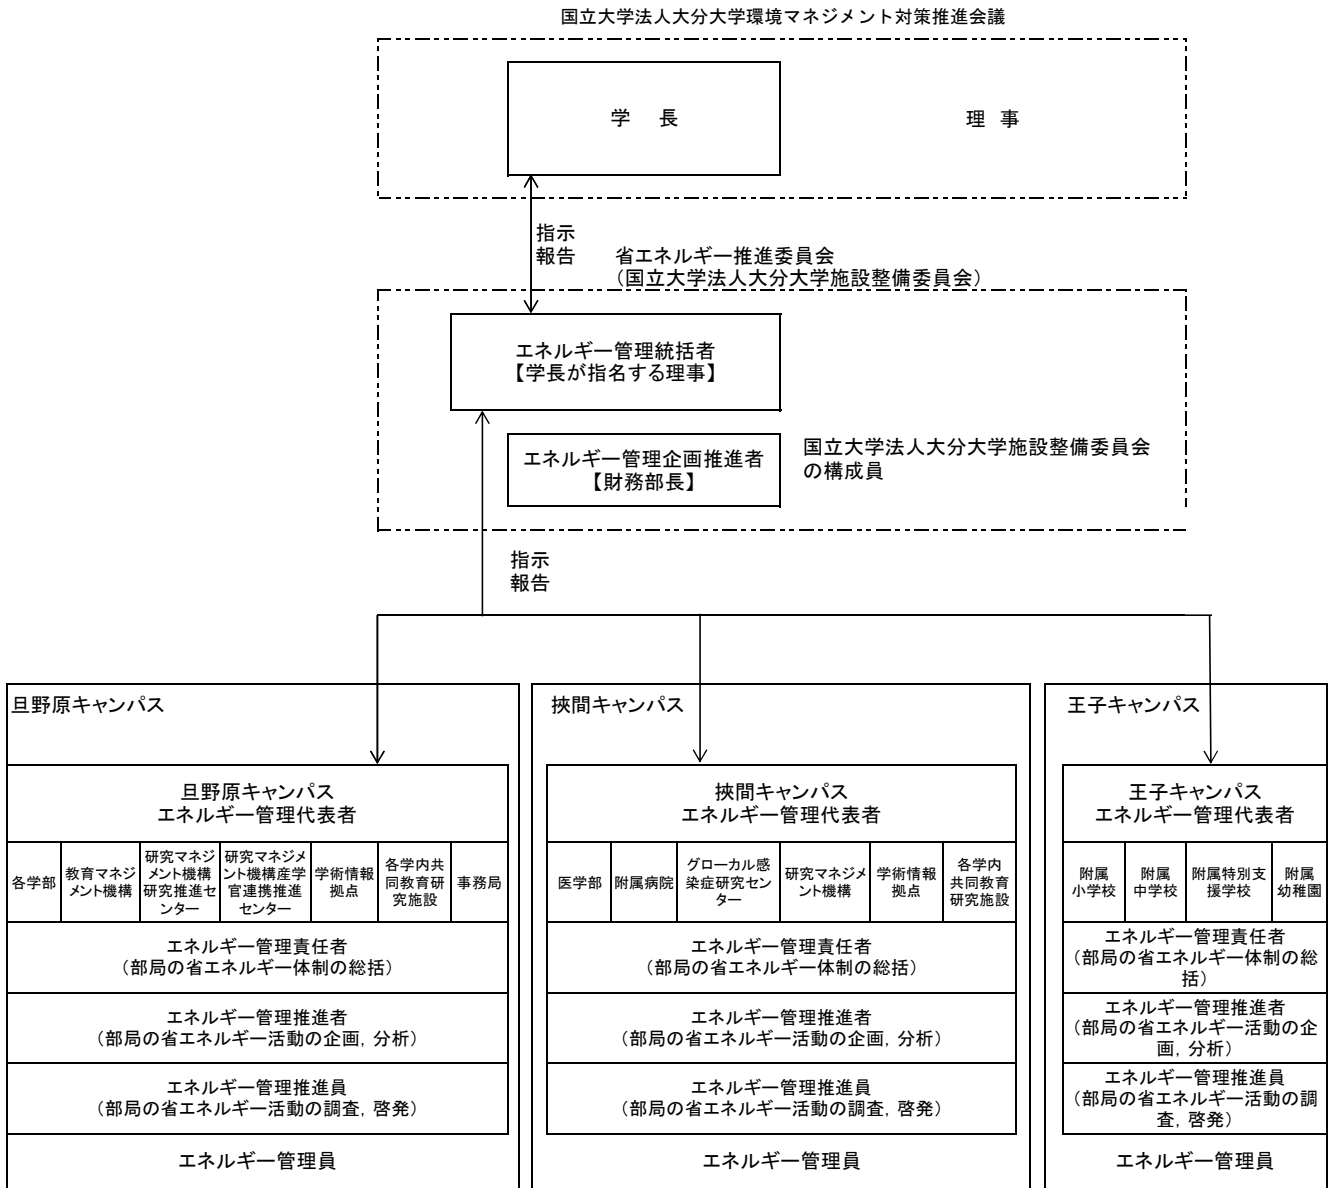 国立大学法人大分大学環境マネジメント対策推進会議
学　長
理　事
指示
報告
省エネルギー推進委員会
（国立大学法人大分大学施設整備委員会）
エネルギー管理統括者
【学長が指名する理事】
エネルギー管理企画推進者
【財務部長】
国立大学法人大分大学施設整備委員会
の構成員
指示
報告
旦野原キャンパス
旦野原キャンパス
エネルギー管理代表者
各学部
教育マネジ
メント機構
研究マネジ
メント機構
研究推進セ
ンター
研究マネジメ
ント機構産学
官連携推進
センター
学術情報
拠点
各学内共
同教育研
究施設
事務局
エネルギー管理責任者
（部局の省エネルギー体制の総括）
エネルギー管理推進者
（部局の省エネルギー活動の企画，分析）
エネルギー管理推進員
（部局の省エネルギー活動の調査，啓発）
エネルギー管理員
挾間キャンパス
挾間キャンパス
エネルギー管理代表者
医学部
附属病院
グローカル感
染症研究セン
ター
研究マネジメ
ント機構
学術情報
拠点
各学内
共同教育
研究施設
エネルギー管理責任者
（部局の省エネルギー体制の総括）
エネルギー管理推進者
（部局の省エネルギー活動の企画，分析）
エネルギー管理推進員
（部局の省エネルギー活動の調査，啓発）
エネルギー管理員
王子キャンパス
王子キャンパス
エネルギー管理代表者
附属
小学校
附属
中学校
附属特別支
援学校
附属
幼稚園
エネルギー管理責任者
（部局の省エネルギー体制の総
括）
エネルギー管理推進者
（部局の省エネルギー活動の企
画，分析）
エネルギー管理推進員
（部局の省エネルギー活動の調
査，啓発）
エネルギー管理員